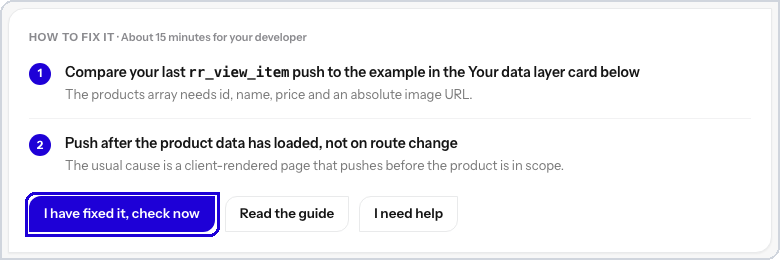 HOW TO FIX IT · About 15 minutes for your developer
1
Compare your last rr_view_item push to the example in the Your data layer card below
The products array needs id, name, price and an absolute image URL.
2
Push after the product data has loaded, not on route change
The usual cause is a client-rendered page that pushes before the product is in scope.
I have fixed it, check now
Read the guide
I need help